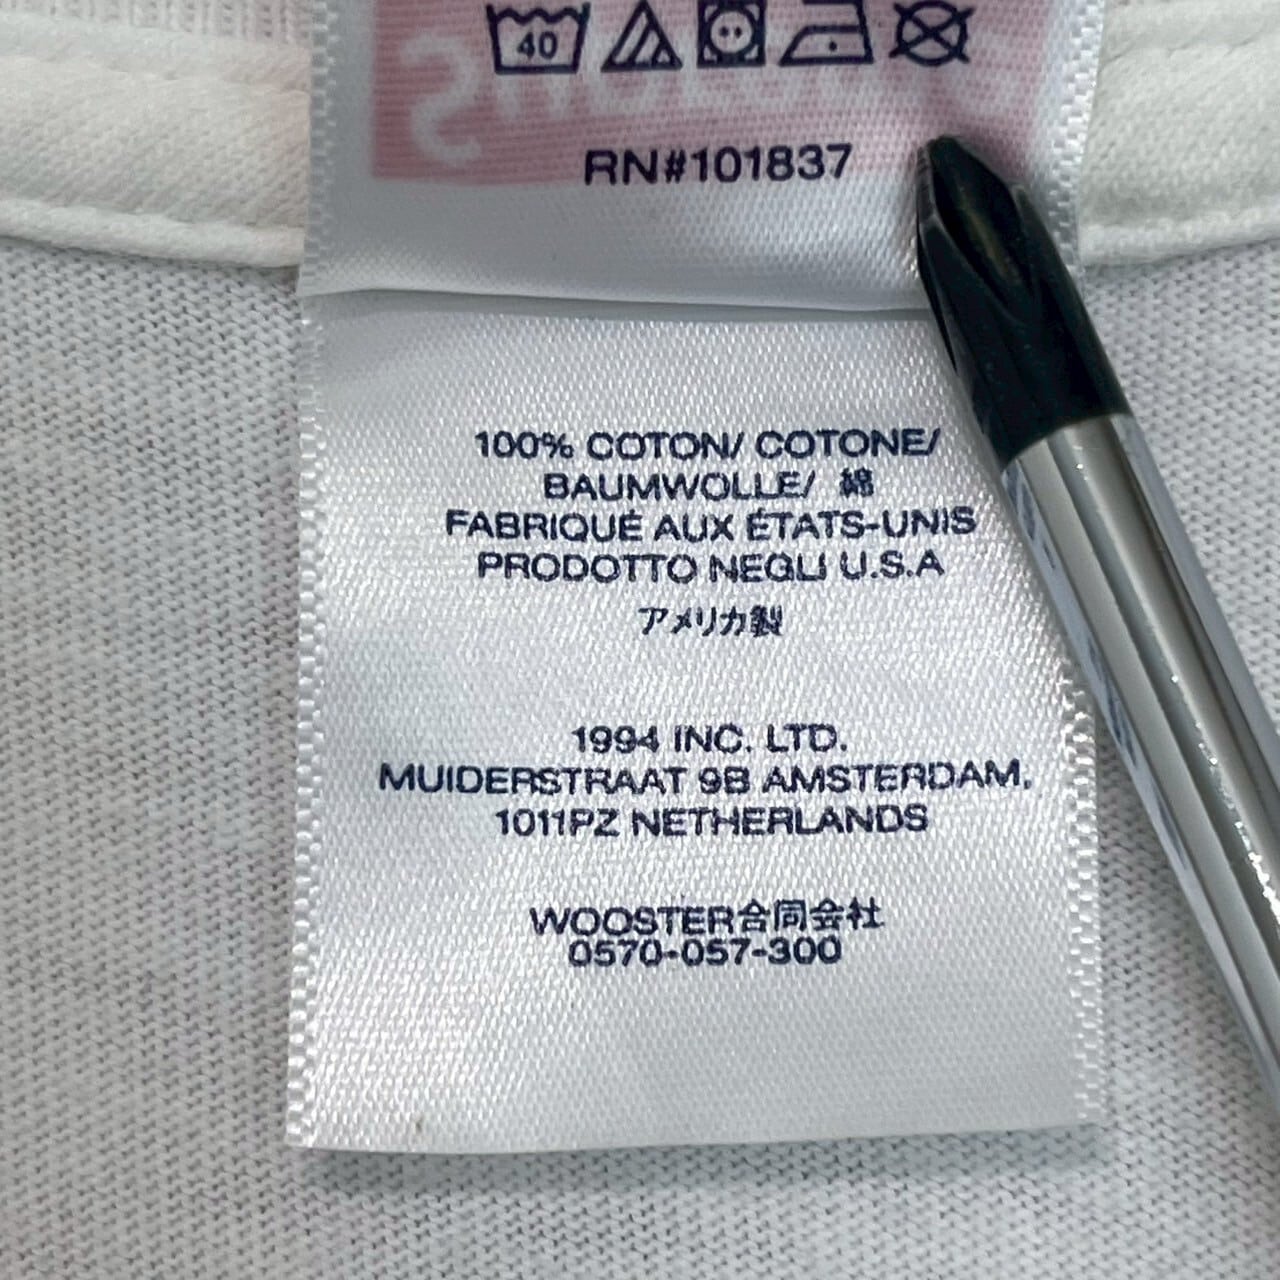 40
RN#101837
100% COTON/ COTONE/
BAUMWOLLE/ 綿
FABRIQUÉ AUX ÉTATS-UNIS
PRODOTTO NEGLI U.S.A
アメリカ製
1994 INC. LTD.
MUIDERSTRAAT 9B AMSTERDAM,
1011PZ NETHERLANDS
WOOSTER合同会社
0570-057-300